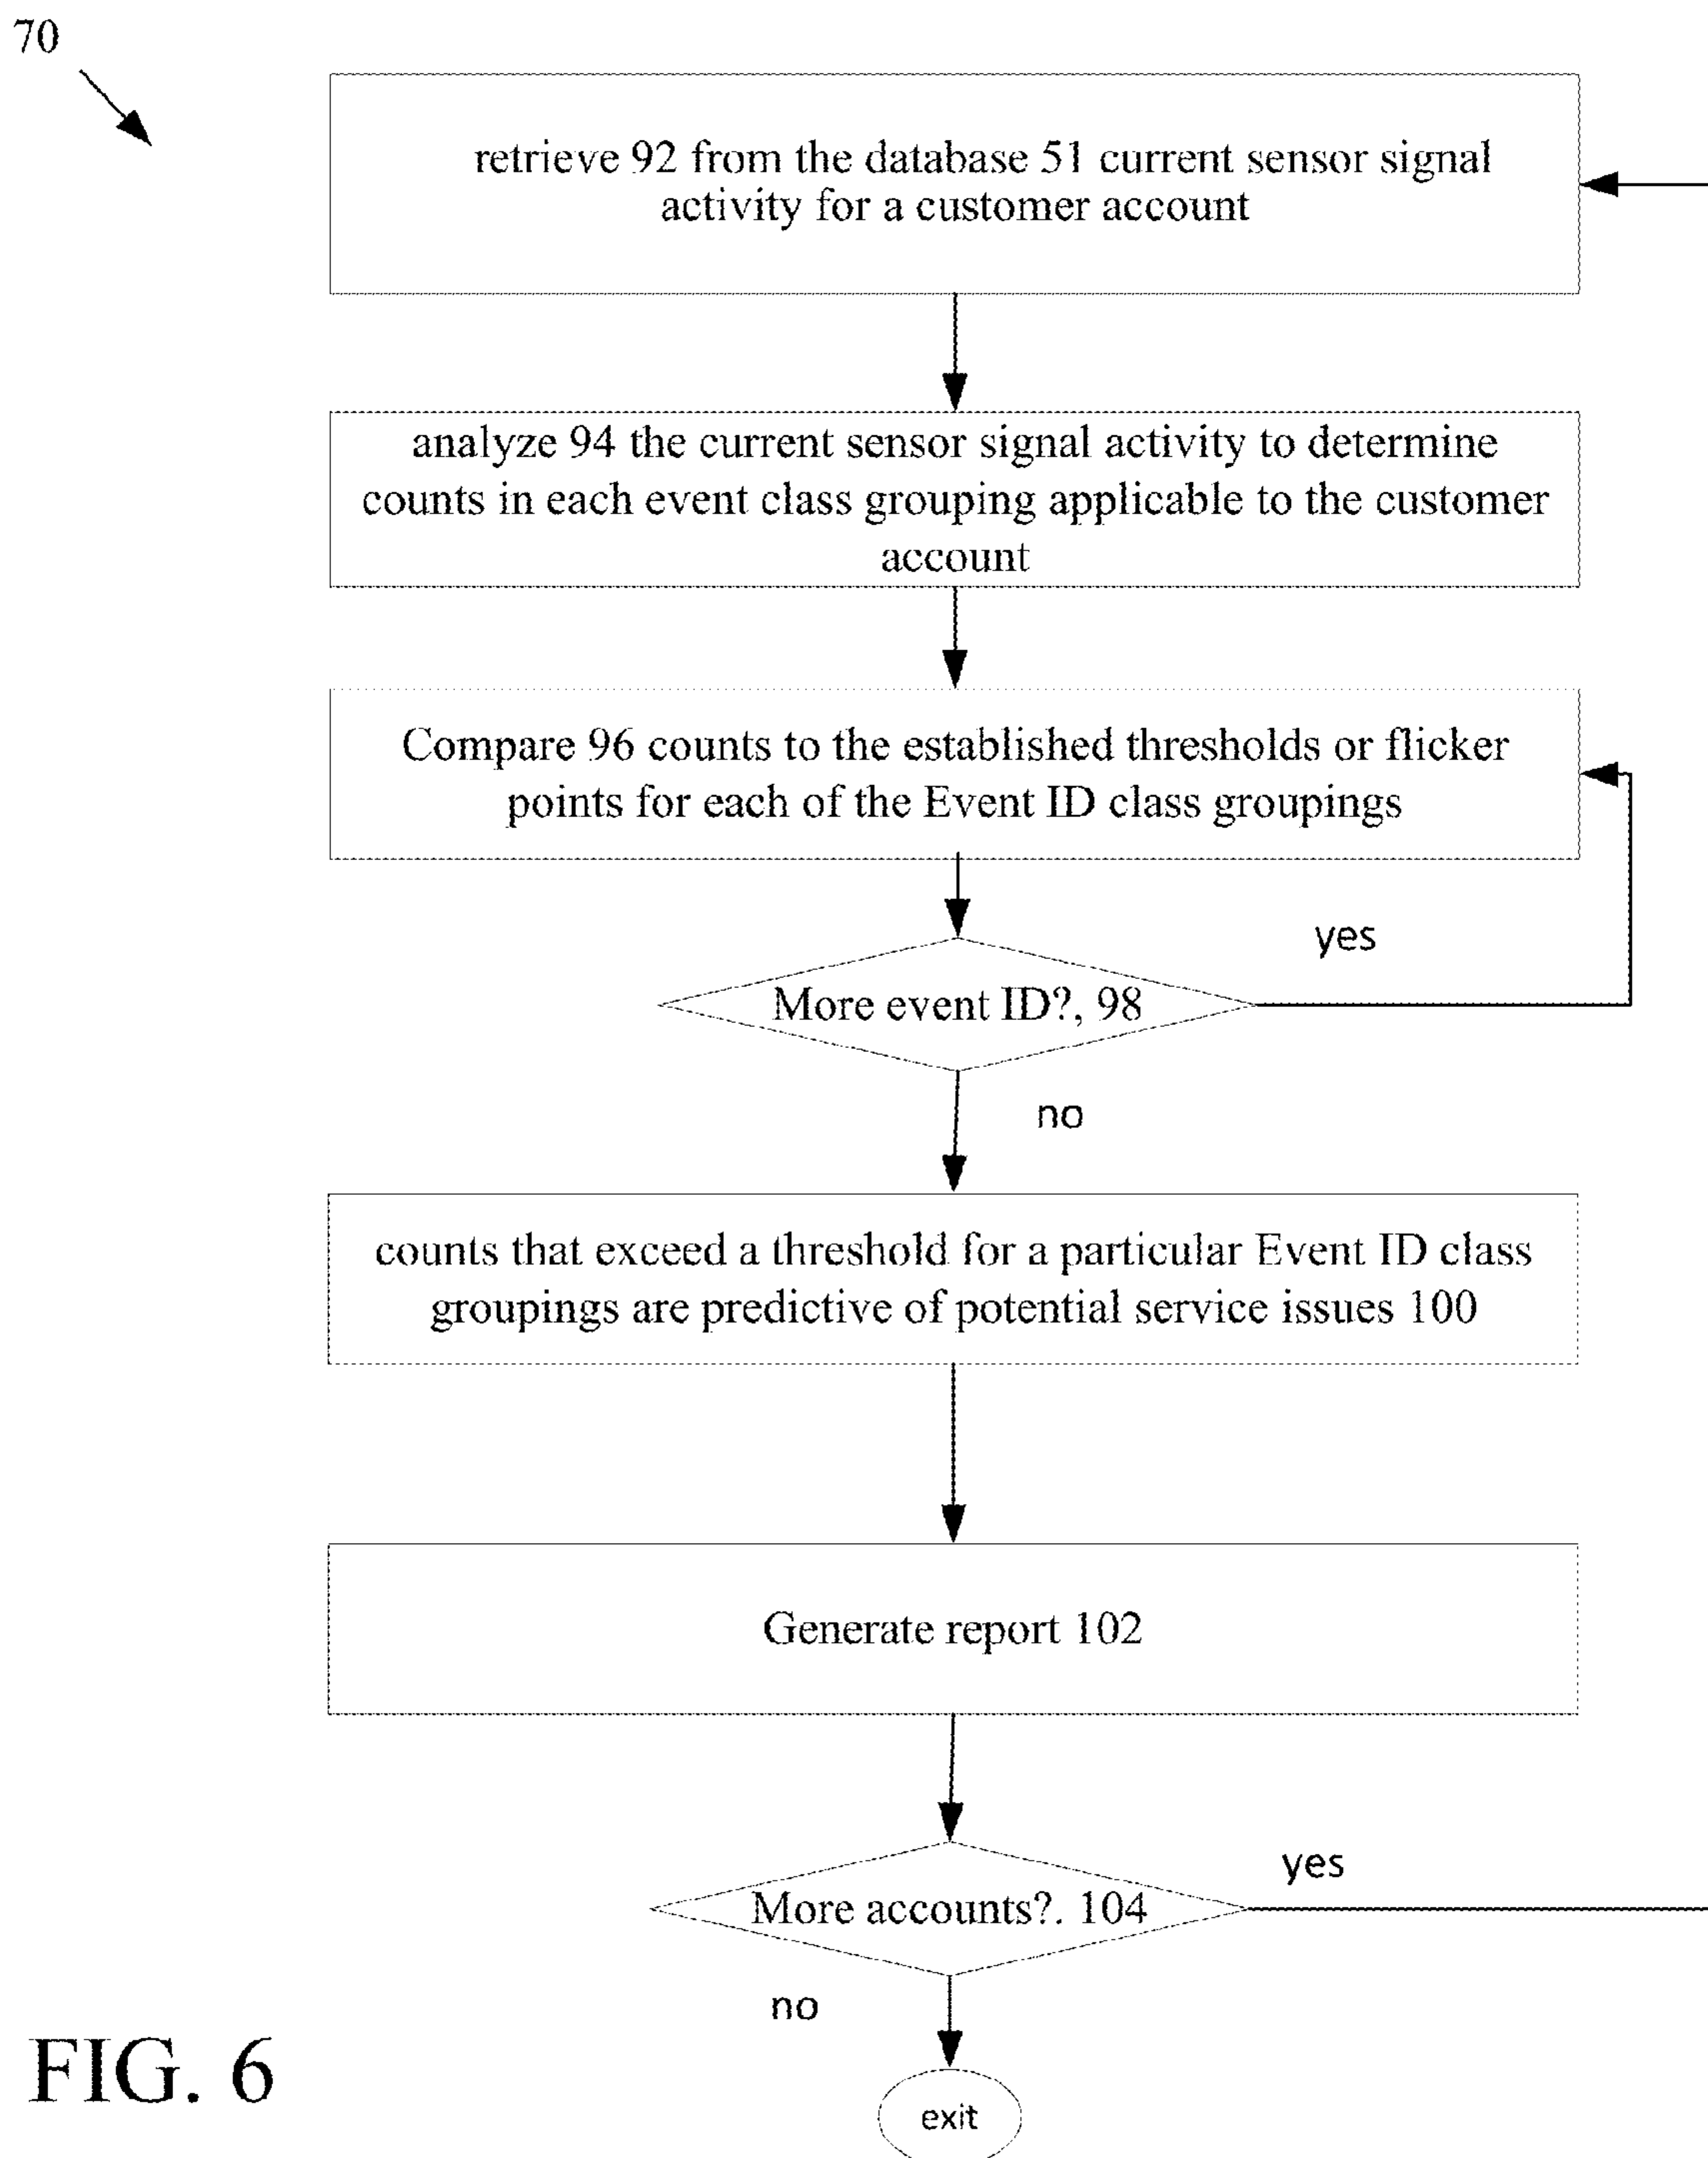 70
retrieve 92 from the database 51 current sensor signal
activity for a customer account
analyze 94 the current sensor signal activity to determine
counts in each event class grouping applicable to the customer
account
Compare 96 counts to the established thresholds or flicker
points for each of the Event ID class groupings
yes
More event ID?, 98
no
counts that exceed a threshold for a particular Event ID class
groupings are predictive of potential service issues 100
Generate report 102
yes
More accounts?. 104
no
exit
FIG. 6